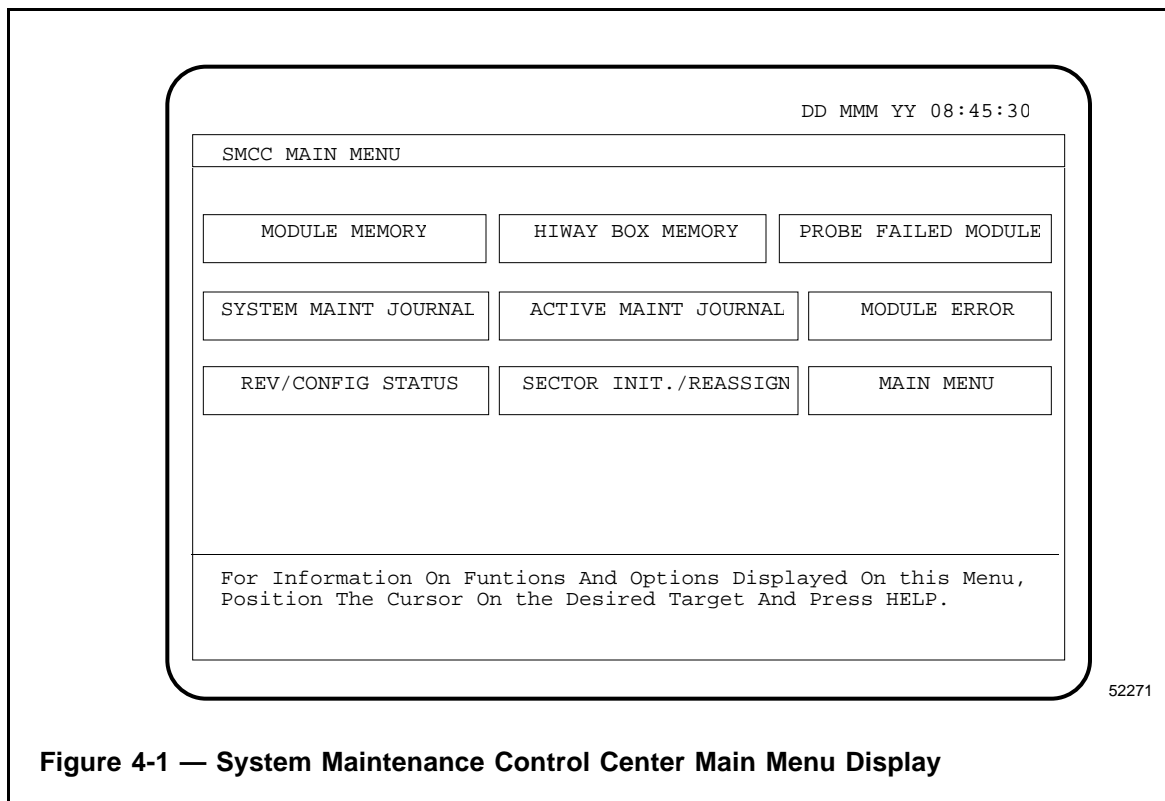 DD MMM YY 08:45:30
SMCC MAIN MENU
MODULE MEMORY
HIWAY BOX MEMORY
PROBE FAILED MODULE
SYSTEM MAINT JOURNAL
ACTIVE MAINT JOURNAL
MODULE ERROR
REV/CONFIG STATUS
SECTOR INIT./REASSIGN
MAIN MENU
For Information On Funtions And Options Displayed On this Menu,
Position The Cursor On the Desired Target And Press HELP.
52271
Figure 4-1 — System Maintenance Control Center Main Menu Display